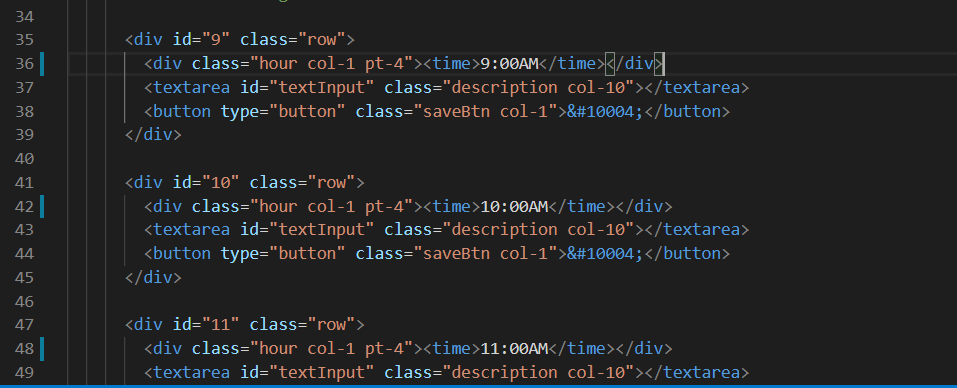 34
35 <div id="9" class="row">
36 <div class="hour col-1 pt-4"><time>9:00AM</time></div>
37 <textarea id="textInput" class="description col-10"></textarea>
38 <button type="button" class="saveBtn col-1">&#10004;</button>
39 </div>
40
41 <div id="10" class="row">
42 <div class="hour col-1 pt-4"><time>10:00AM</time></div>
43 <textarea id="textInput" class="description col-10"></textarea>
44 <button type="button" class="saveBtn col-1">&#10004;</button>
45 </div>
46
47 <div id="11" class="row">
48 <div class="hour col-1 pt-4"><time>11:00AM</time></div>
49 <textarea id="textInput" class="description col-10"></textarea>